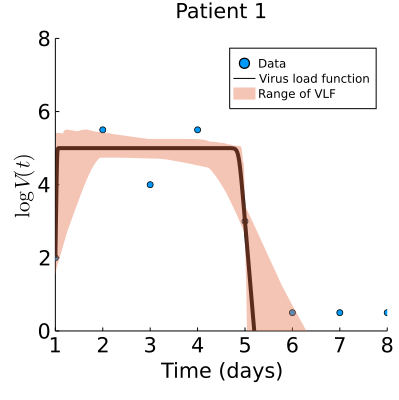 Patient 1
8
6
4
2
0
log V(t)
Data
Virus load function
Range of VLF
1 2 3 4 5 6 7 8
Time (days)